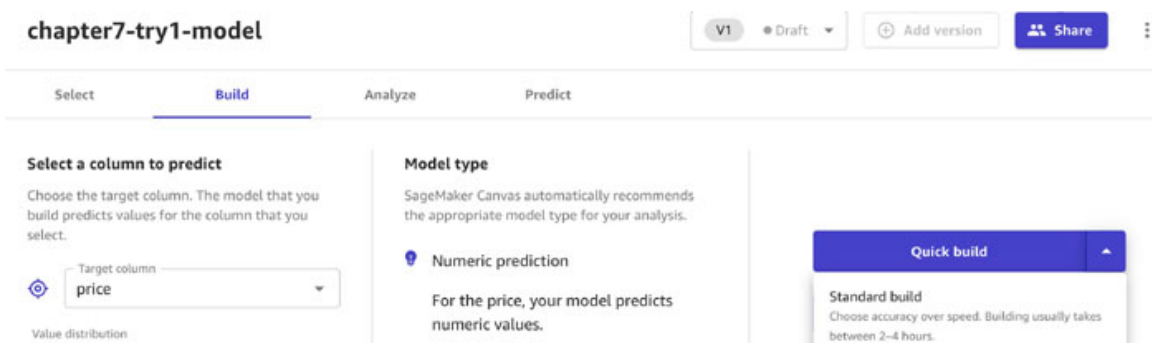 chapter7-try1-model
V1 Draft
Add version
Share
Select
Build
Analyze
Predict
Select a column to predict
Choose the target column. The model that you
build predicts values for the column that you
select.
Target column
price
Value distribution
Model type
SageMaker Canvas automatically recommends
the appropriate model type for your analysis.
Numeric prediction
For the price, your model predicts
numeric values.
Quick build
Standard build
Choose accuracy over speed. Building usually takes
between 2–4 hours.